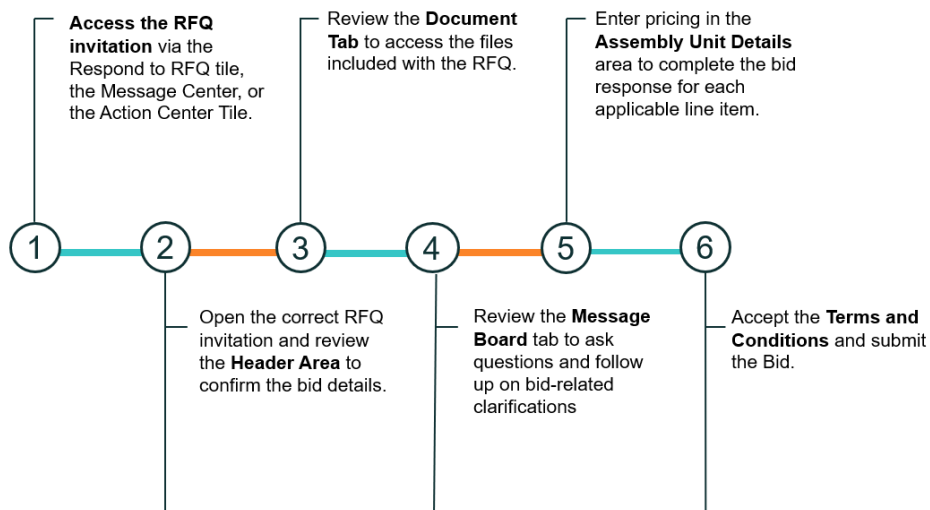 Access the RFQ
invitation via the
Respond to RFQ tile,
the Message Center, or
the Action Center Tile.
Review the Document
Tab to access the files
included with the RFQ.
Enter pricing in the
Assembly Unit Details
area to complete the bid
response for each
applicable line item.
1
2
3
4
5
6
Open the correct RFQ
invitation and review
the Header Area to
confirm the bid details.
Review the Message
Board tab to ask
questions and follow
up on bid-related
clarifications
Accept the Terms and
Conditions and submit
the Bid.